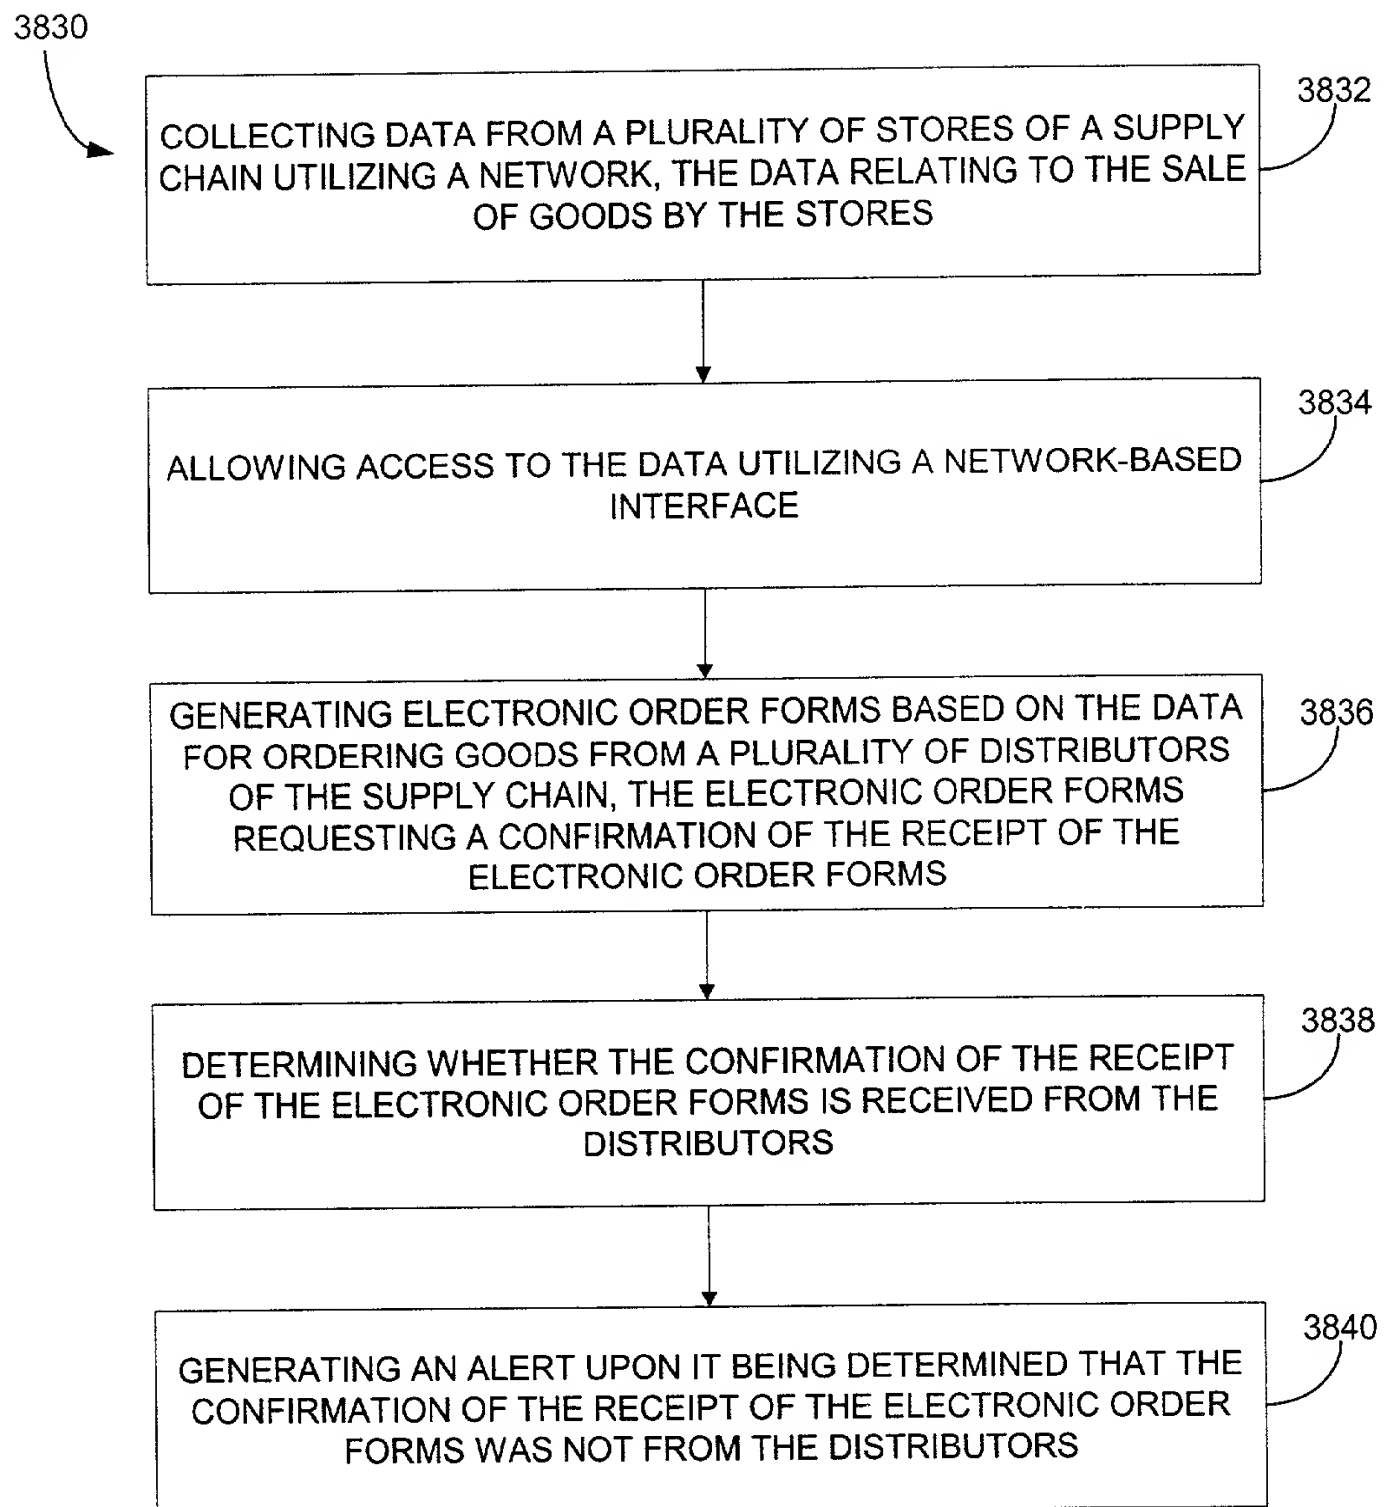 3830
3832
COLLECTING DATA FROM A PLURALITY OF STORES OF A SUPPLY
CHAIN UTILIZING A NETWORK, THE DATA RELATING TO THE SALE
OF GOODS BY THE STORES
3834
ALLOWING ACCESS TO THE DATA UTILIZING A NETWORK-BASED
INTERFACE
3836
GENERATING ELECTRONIC ORDER FORMS BASED ON THE DATA
FOR ORDERING GOODS FROM A PLURALITY OF DISTRIBUTORS
OF THE SUPPLY CHAIN, THE ELECTRONIC ORDER FORMS
REQUESTING A CONFIRMATION OF THE RECEIPT OF THE
ELECTRONIC ORDER FORMS
3838
DETERMINING WHETHER THE CONFIRMATION OF THE RECEIPT
OF THE ELECTRONIC ORDER FORMS IS RECEIVED FROM THE
DISTRIBUTORS
3840
GENERATING AN ALERT UPON IT BEING DETERMINED THAT THE
CONFIRMATION OF THE RECEIPT OF THE ELECTRONIC ORDER
FORMS WAS NOT FROM THE DISTRIBUTORS